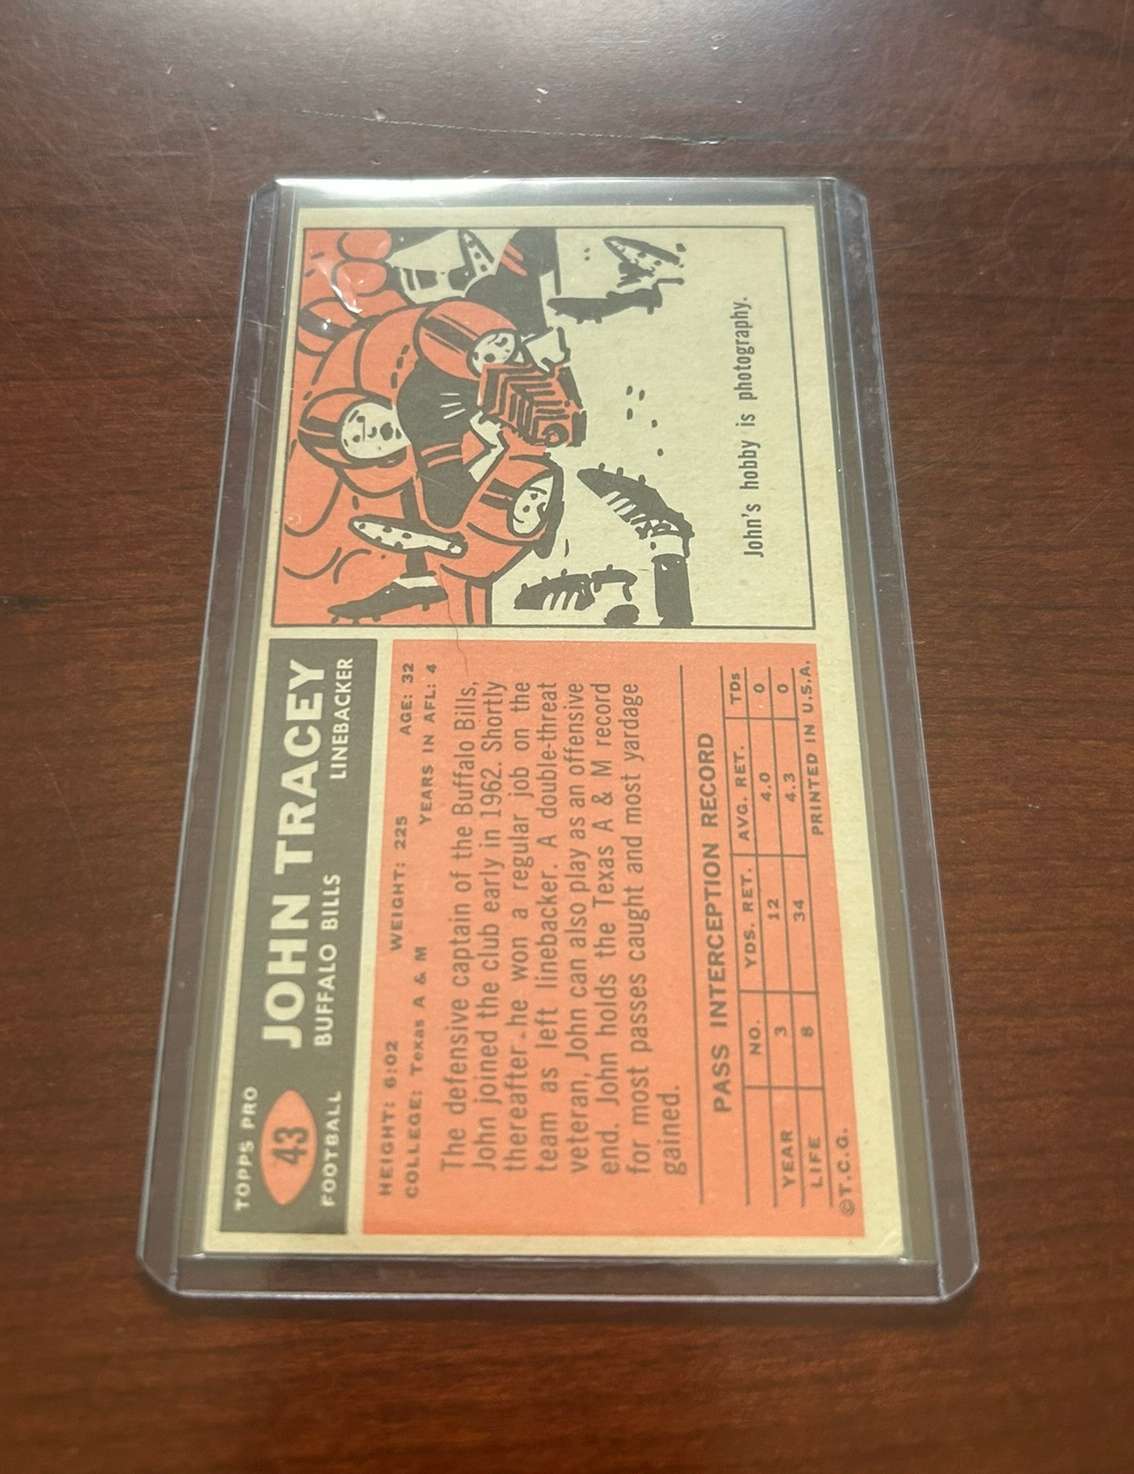 TOPPS PRO
43
FOOTBALL
JOHN TRACEY
BUFFALO BILLS LINEBACKER
HEIGHT: 6:02 WEIGHT: 225 AGE: 32
COLLEGE: Texas A & M YEARS IN AFL: 4
The defensive captain of the Buffalo Bills,
John joined the club early in 1962. Shortly
thereafter he won a regular job on the
team as left linebacker. A double-threat
veteran, John can also play as an offensive
end. John holds the Texas A & M record
for most passes caught and most yardage
gained.
PASS INTERCEPTION RECORD
NO. YDS. RET. AVG. RET. TDs
YEAR 3 12 4.0 0
LIFE 8 34 4.3 0
©T.C.G. PRINTED IN U.S.A.
John's hobby is photography.